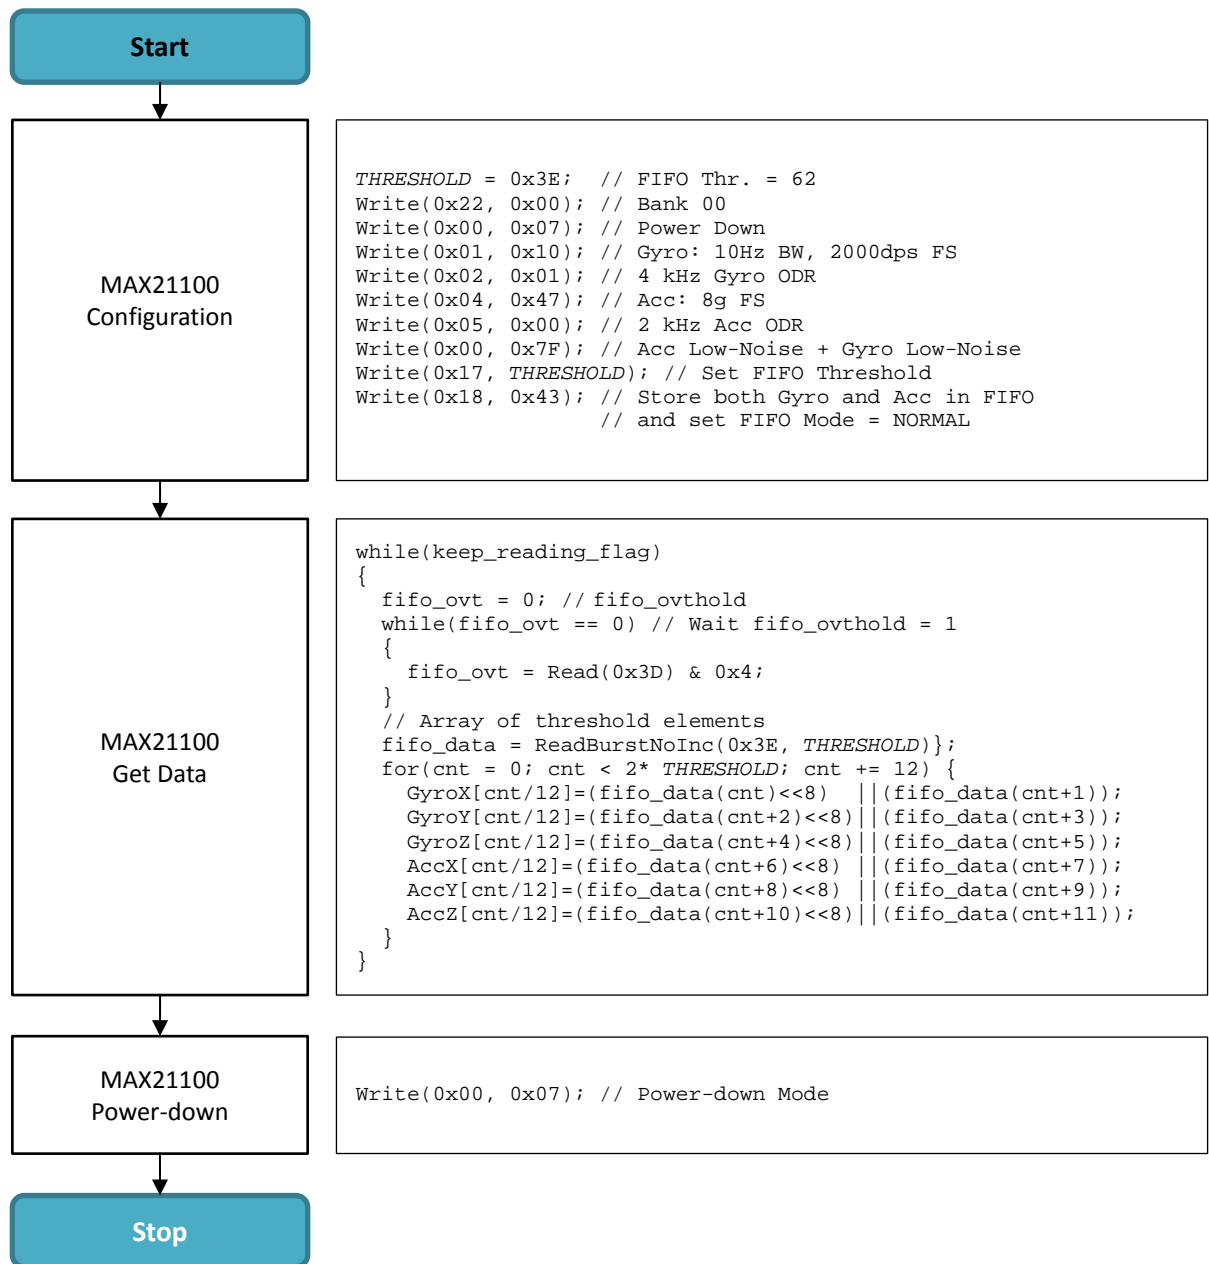 Start
MAX21100
Configuration
THRESHOLD = 0x3E;  // FIFO Thr. = 62
Write(0x22, 0x00); // Bank 00
Write(0x00, 0x07); // Power Down
Write(0x01, 0x10); // Gyro: 10Hz BW, 2000dps FS
Write(0x02, 0x01); // 4 kHz Gyro ODR
Write(0x04, 0x47); // Acc: 8g FS
Write(0x05, 0x00); // 2 kHz Acc ODR
Write(0x00, 0x7F); // Acc Low-Noise + Gyro Low-Noise
Write(0x17, THRESHOLD); // Set FIFO Threshold
Write(0x18, 0x43); // Store both Gyro and Acc in FIFO
                   // and set FIFO Mode = NORMAL
MAX21100
Get Data
while(keep_reading_flag)
{
  fifo_ovt = 0; // fifo_ovthold
  while(fifo_ovt == 0) // Wait fifo_ovthold = 1
  {
    fifo_ovt = Read(0x3D) & 0x4;
  }
  // Array of threshold elements
  fifo_data = ReadBurstNoInc(0x3E, THRESHOLD)};
  for(cnt = 0; cnt < 2* THRESHOLD; cnt += 12) {
    GyroX[cnt/12]=(fifo_data(cnt)<<8)  ||(fifo_data(cnt+1));
    GyroY[cnt/12]=(fifo_data(cnt+2)<<8)||(fifo_data(cnt+3));
    GyroZ[cnt/12]=(fifo_data(cnt+4)<<8)||(fifo_data(cnt+5));
    AccX[cnt/12]=(fifo_data(cnt+6)<<8) ||(fifo_data(cnt+7));
    AccY[cnt/12]=(fifo_data(cnt+8)<<8) ||(fifo_data(cnt+9));
    AccZ[cnt/12]=(fifo_data(cnt+10)<<8)||(fifo_data(cnt+11));
  }
}
MAX21100
Power-down
Write(0x00, 0x07); // Power-down Mode
Stop